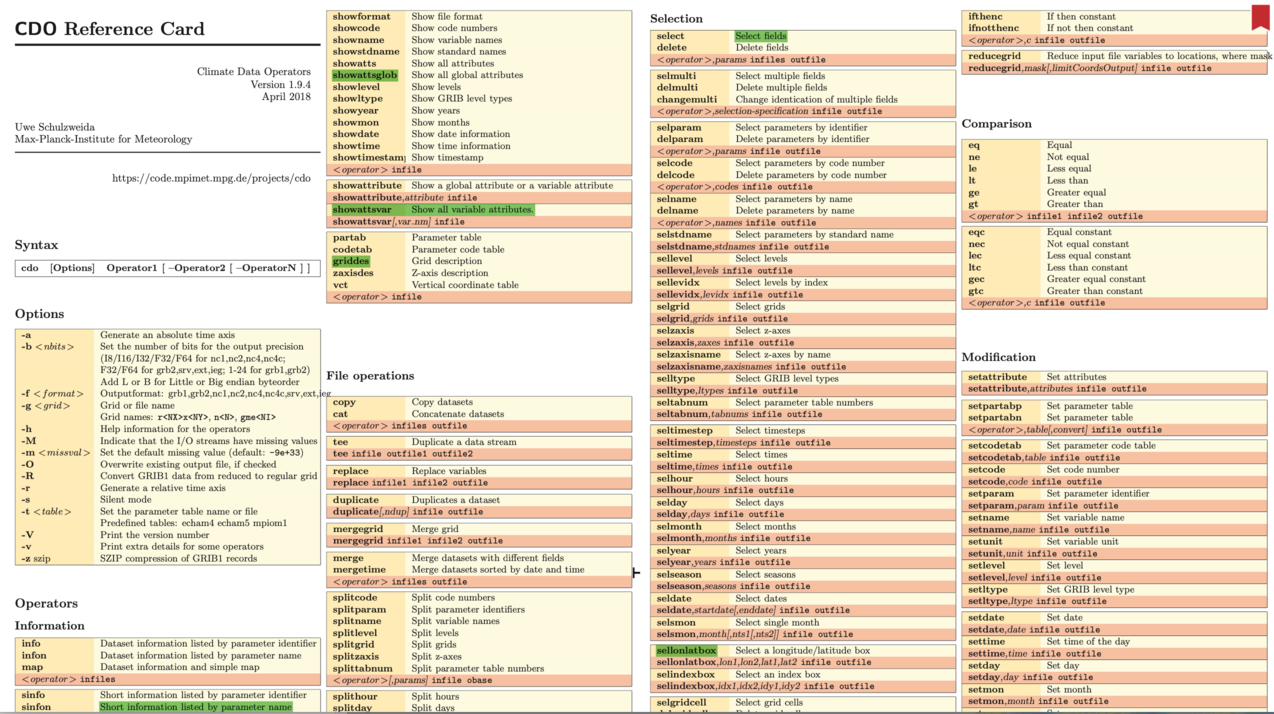 CDO Reference Card
Climate Data Operators
Version 1.9.4
April 2018
Uwe Schulzweida
Max-Planck-Institute for Meteorology
https://code.mpimet.mpg.de/projects/cdo
Syntax
cdo [Options] Operator1 [ –Operator2 [ –OperatorN ] ]
Options
-a Generate an absolute time axis
-b <nbits> Set the number of bits for the output precision
(I8/I16/I32/F32/F64 for nc1,nc2,nc4,nc4c;
F32/F64 for grb2,srv,ext,ieg; 1-24 for grb1,grb2)
Add L or B for Little or Big endian byteorder
-f <format> Outputformat: grb1,grb2,nc1,nc2,nc4,nc4c,srv,ext,ieg
-g <grid> Grid or file name
Grid names: r<NX>x<NY>, n<N>, gme<NI>
-h Help information for the operators
-M Indicate that the I/O streams have missing values
-m <missval> Set the default missing value (default: -9e+33)
-O Overwrite existing output file, if checked
-R Convert GRIB1 data from reduced to regular grid
-r Generate a relative time axis
-s Silent mode
-t <table> Set the parameter table name or file
Predefined tables: echam4 echam5 mpiom1
-V Print the version number
-v Print extra details for some operators
-z szip SZIP compression of GRIB1 records
Operators
Information
info Dataset information listed by parameter identifier
infon Dataset information listed by parameter name
map Dataset information and simple map
<operator> infiles
sinfo Short information listed by parameter identifier
sinfon Short information listed by parameter name
showformat Show file format
showcode Show code numbers
showname Show variable names
showstdname Show standard names
showatts Show all attributes
showattsglob Show all global attributes
showlevel Show levels
showltype Show GRIB level types
showyear Show years
showmon Show months
showdate Show date information
showtime Show time information
showtimestamp Show timestamp
<operator> infile
showattribute Show a global attribute or a variable attribute
showattribute,attribute infile
showattsvar Show all variable attributes.
showattsvar[,var_nm] infile
partab Parameter table
codetab Parameter code table
griddes Grid description
zaxisdes Z-axis description
vct Vertical coordinate table
<operator> infile
File operations
copy Copy datasets
cat Concatenate datasets
<operator> infiles outfile
tee Duplicate a data stream
tee infile outfile1 outfile2
replace Replace variables
replace infile1 infile2 outfile
duplicate Duplicates a dataset
duplicate[,ndup] infile outfile
mergegrid Merge grid
mergegrid infile1 infile2 outfile
merge Merge datasets with different fields
mergetime Merge datasets sorted by date and time
<operator> infiles outfile
splitcode Split code numbers
splitparam Split parameter identifiers
splitname Split variable names
splitlevel Split levels
splitgrid Split grids
splitzaxis Split z-axes
splittabnum Split parameter table numbers
<operator>[,params] infile obase
splithour Split hours
splitday Split days
Selection
select Select fields
delete Delete fields
<operator>,params infiles outfile
selmulti Select multiple fields
delmulti Delete multiple fields
changemulti Change identication of multiple fields
<operator>,selection-specification infile outfile
selparam Select parameters by identifier
delparam Delete parameters by identifier
<operator>,params infile outfile
selcode Select parameters by code number
delcode Delete parameters by code number
<operator>,codes infile outfile
selname Select parameters by name
delname Delete parameters by name
<operator>,names infile outfile
selstdname Select parameters by standard name
selstdname,stdnames infile outfile
sellevel Select levels
sellevel,levels infile outfile
sellevidx Select levels by index
sellevidx,levidx infile outfile
selgrid Select grids
selgrid,grids infile outfile
selzaxis Select z-axes
selzaxis,zaxes infile outfile
selzaxisname Select z-axes by name
selzaxisname,zaxisnames infile outfile
selltype Select GRIB level types
selltype,ltypes infile outfile
seltabnum Select parameter table numbers
seltabnum,tabnums infile outfile
seltimestep Select timesteps
seltimestep,timesteps infile outfile
seltime Select times
seltime,times infile outfile
selhour Select hours
selhour,hours infile outfile
selday Select days
selday,days infile outfile
selmonth Select months
selmonth,months infile outfile
selyear Select years
selyear,years infile outfile
selseason Select seasons
selseason,seasons infile outfile
seldate Select dates
seldate,startdate[,enddate] infile outfile
selsmon Select single month
selsmon,month[,nts1[,nts2]] infile outfile
sellonlatbox Select a longitude/latitude box
sellonlatbox,lon1,lon2,lat1,lat2 infile outfile
selindexbox Select an index box
selindexbox,idx1,idx2,idy1,idy2 infile outfile
selgridcell Select grid cells
ifthenc If then constant
ifnotthenc If not then constant
<operator>,c infile outfile
reducegrid Reduce input file variables to locations, where mask
reducegrid,mask[,limitCoordsOutput] infile outfile
Comparison
eq Equal
ne Not equal
le Less equal
lt Less than
ge Greater equal
gt Greater than
<operator> infile1 infile2 outfile
eqc Equal constant
nec Not equal constant
lec Less equal constant
ltc Less than constant
gec Greater equal constant
gtc Greater than constant
<operator>,c infile outfile
Modification
setattribute Set attributes
setattribute,attributes infile outfile
setpartabp Set parameter table
setpartabn Set parameter table
<operator>,table[,convert] infile outfile
setcodetab Set parameter code table
setcodetab,table infile outfile
setcode Set code number
setcode,code infile outfile
setparam Set parameter identifier
setparam,param infile outfile
setname Set variable name
setname,name infile outfile
setunit Set variable unit
setunit,unit infile outfile
setlevel Set level
setlevel,level infile outfile
setltype Set GRIB level type
setltype,ltype infile outfile
setdate Set date
setdate,date infile outfile
settime Set time of the day
settime,time infile outfile
setday Set day
setday,day infile outfile
setmon Set month
setmon,month infile outfile